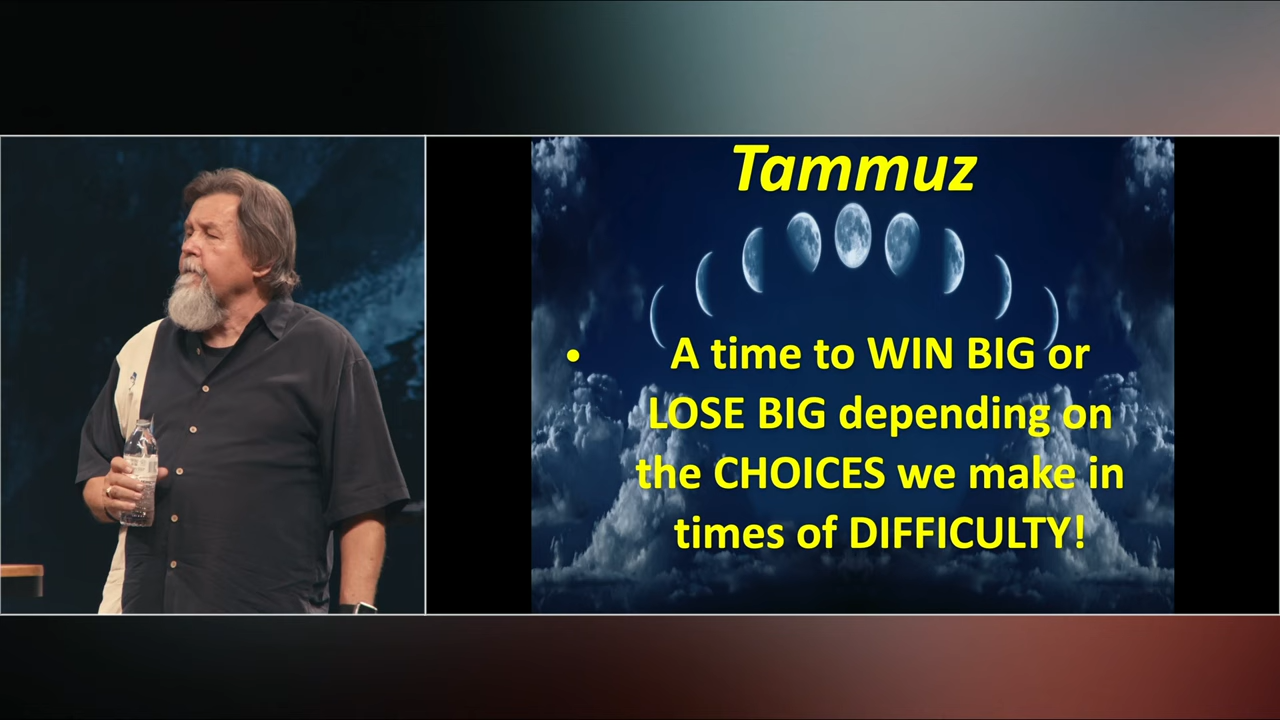 Tammuz
• A time to WIN BIG or
LOSE BIG depending on
the CHOICES we make in
times of DIFFICULTY!